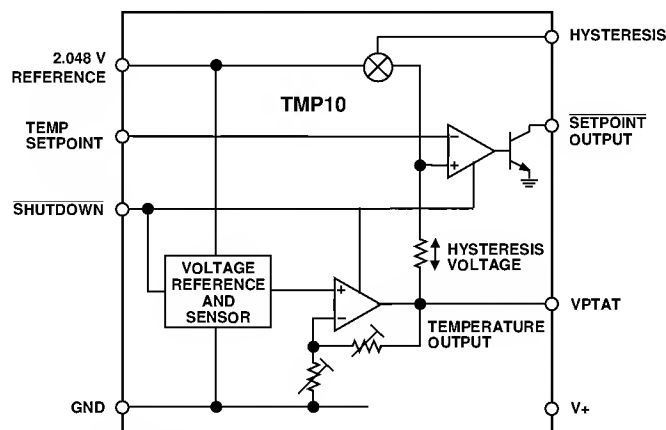 HYSTERESIS
2.048 V
REFERENCE
TMP10
TEMP
SETPOINT
SETPOINT
OUTPUT
SHUTDOWN
HYSTERESIS
VOLTAGE
VOLTAGE
REFERENCE
AND
SENSOR
VPTAT
TEMPERATURE
OUTPUT
GND
V+
−
+
+
−